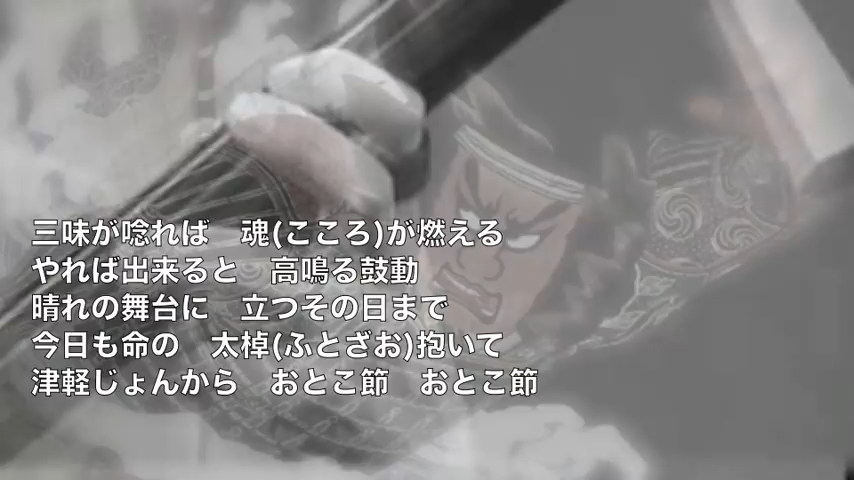 三味が唸れば　魂(こころ)が燃える
やれば出来ると　高鳴る鼓動
晴れの舞台に　立つその日まで
今日も命の　太棹(ふとざお)抱いて
津軽じょんから　おとこ節　おとこ節